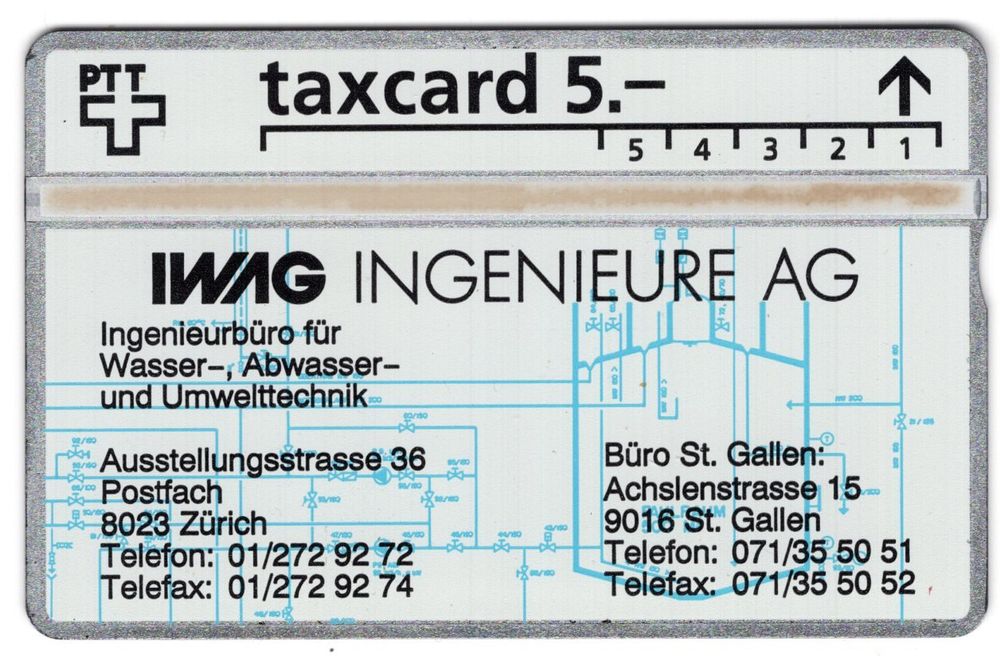 PTT
taxcard 5.–
5 4 3 2 1
IWAG INGENIEURE AG
Ingenieurbüro für
Wasser–, Abwasser–
und Umwelttechnik
Ausstellungsstrasse 36
Postfach
8023 Zürich
Telefon: 01/272 92 72
Telefax: 01/272 92 74
Büro St. Gallen:
Achslenstrasse 15
9016 St. Gallen
Telefon: 071/35 50 51
Telefax: 071/35 50 52